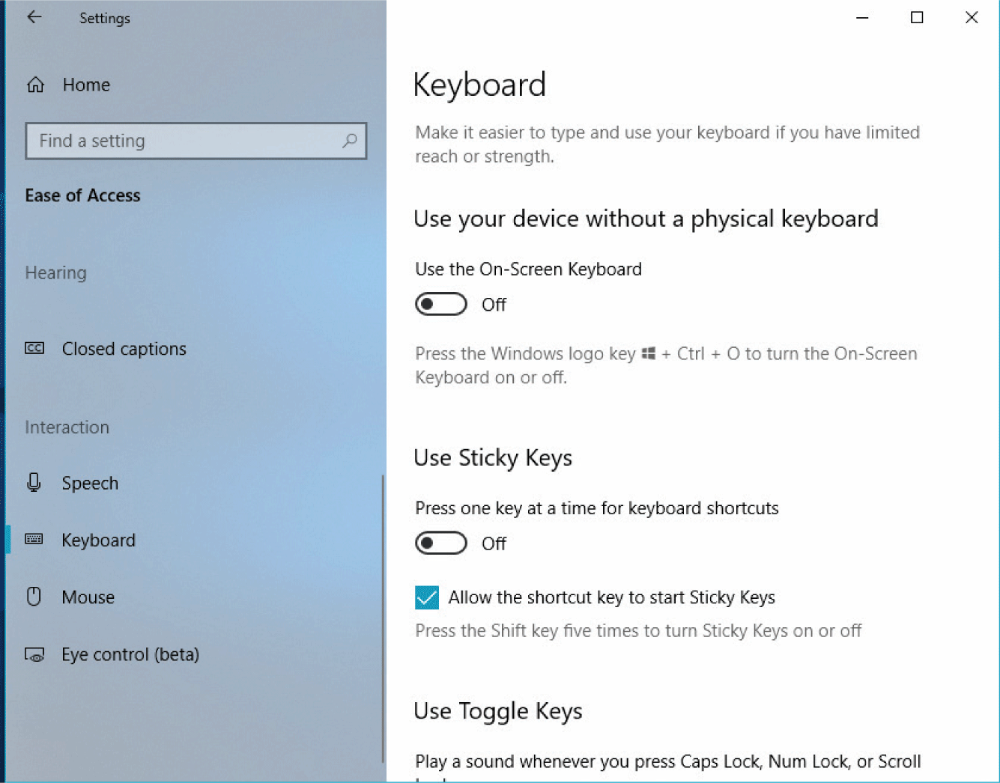 Settings
Home
Find a setting
Ease of Access
Hearing
CC Closed captions
Interaction
Speech
Keyboard
Mouse
Eye control (beta)
Keyboard
Make it easier to type and use your keyboard if you have limited
reach or strength.
Use your device without a physical keyboard
Use the On-Screen Keyboard
Off
Press the Windows logo key + Ctrl + O to turn the On-Screen
Keyboard on or off.
Use Sticky Keys
Press one key at a time for keyboard shortcuts
Off
Allow the shortcut key to start Sticky Keys
Press the Shift key five times to turn Sticky Keys on or off
Use Toggle Keys
Play a sound whenever you press Caps Lock, Num Lock, or Scroll